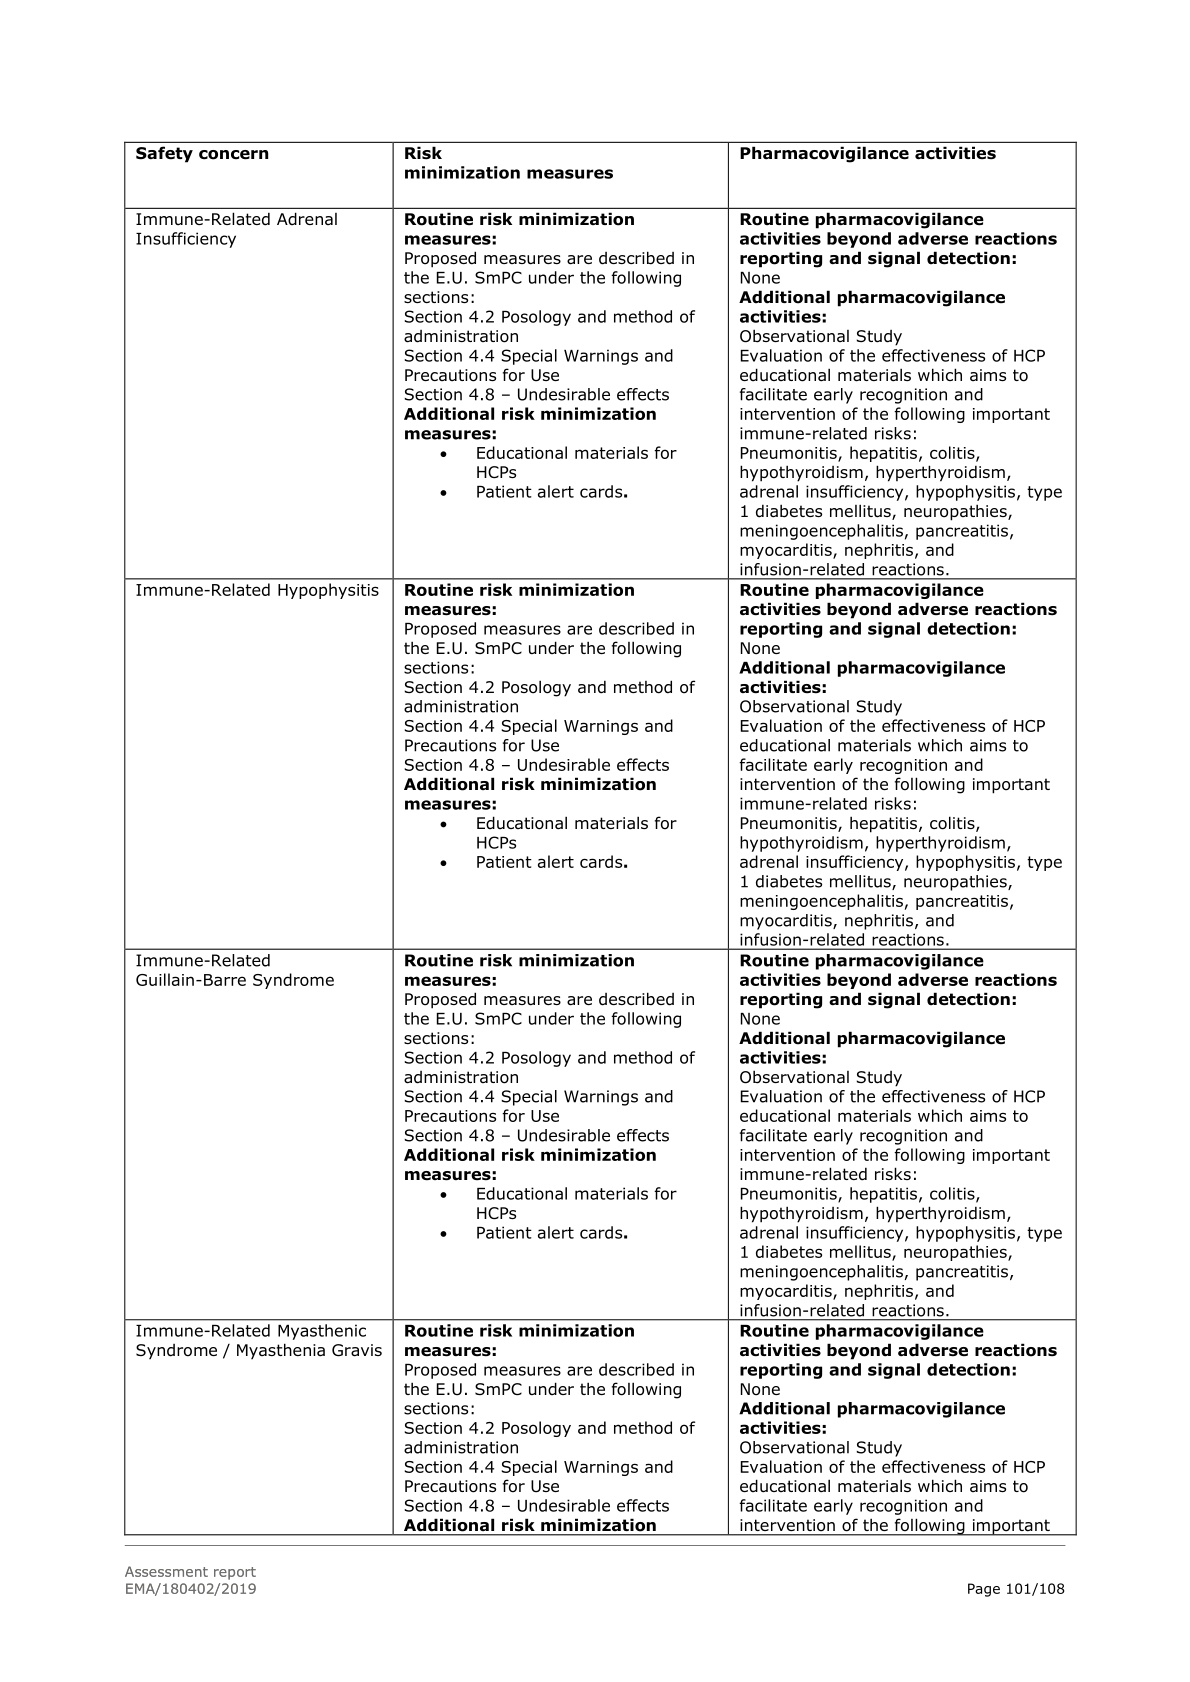 Safety concern
Risk
minimization measures
Pharmacovigilance activities
Immune-Related Adrenal
Insufficiency
Routine risk minimization
measures:
Proposed measures are described in
the E.U. SmPC under the following
sections:
Section 4.2 Posology and method of
administration
Section 4.4 Special Warnings and
Precautions for Use
Section 4.8 – Undesirable effects
Additional risk minimization
measures:
• Educational materials for
HCPs
• Patient alert cards.
Routine pharmacovigilance
activities beyond adverse reactions
reporting and signal detection:
None
Additional pharmacovigilance
activities:
Observational Study
Evaluation of the effectiveness of HCP
educational materials which aims to
facilitate early recognition and
intervention of the following important
immune-related risks:
Pneumonitis, hepatitis, colitis,
hypothyroidism, hyperthyroidism,
adrenal insufficiency, hypophysitis, type
1 diabetes mellitus, neuropathies,
meningoencephalitis, pancreatitis,
myocarditis, nephritis, and
infusion-related reactions.
Immune-Related Hypophysitis
Routine risk minimization
measures:
Proposed measures are described in
the E.U. SmPC under the following
sections:
Section 4.2 Posology and method of
administration
Section 4.4 Special Warnings and
Precautions for Use
Section 4.8 – Undesirable effects
Additional risk minimization
measures:
• Educational materials for
HCPs
• Patient alert cards.
Routine pharmacovigilance
activities beyond adverse reactions
reporting and signal detection:
None
Additional pharmacovigilance
activities:
Observational Study
Evaluation of the effectiveness of HCP
educational materials which aims to
facilitate early recognition and
intervention of the following important
immune-related risks:
Pneumonitis, hepatitis, colitis,
hypothyroidism, hyperthyroidism,
adrenal insufficiency, hypophysitis, type
1 diabetes mellitus, neuropathies,
meningoencephalitis, pancreatitis,
myocarditis, nephritis, and
infusion-related reactions.
Immune-Related
Guillain-Barre Syndrome
Routine risk minimization
measures:
Proposed measures are described in
the E.U. SmPC under the following
sections:
Section 4.2 Posology and method of
administration
Section 4.4 Special Warnings and
Precautions for Use
Section 4.8 – Undesirable effects
Additional risk minimization
measures:
• Educational materials for
HCPs
• Patient alert cards.
Routine pharmacovigilance
activities beyond adverse reactions
reporting and signal detection:
None
Additional pharmacovigilance
activities:
Observational Study
Evaluation of the effectiveness of HCP
educational materials which aims to
facilitate early recognition and
intervention of the following important
immune-related risks:
Pneumonitis, hepatitis, colitis,
hypothyroidism, hyperthyroidism,
adrenal insufficiency, hypophysitis, type
1 diabetes mellitus, neuropathies,
meningoencephalitis, pancreatitis,
myocarditis, nephritis, and
infusion-related reactions.
Immune-Related Myasthenic
Syndrome / Myasthenia Gravis
Routine risk minimization
measures:
Proposed measures are described in
the E.U. SmPC under the following
sections:
Section 4.2 Posology and method of
administration
Section 4.4 Special Warnings and
Precautions for Use
Section 4.8 – Undesirable effects
Additional risk minimization
Routine pharmacovigilance
activities beyond adverse reactions
reporting and signal detection:
None
Additional pharmacovigilance
activities:
Observational Study
Evaluation of the effectiveness of HCP
educational materials which aims to
facilitate early recognition and
intervention of the following important
Assessment report
EMA/180402/2019
Page 101/108